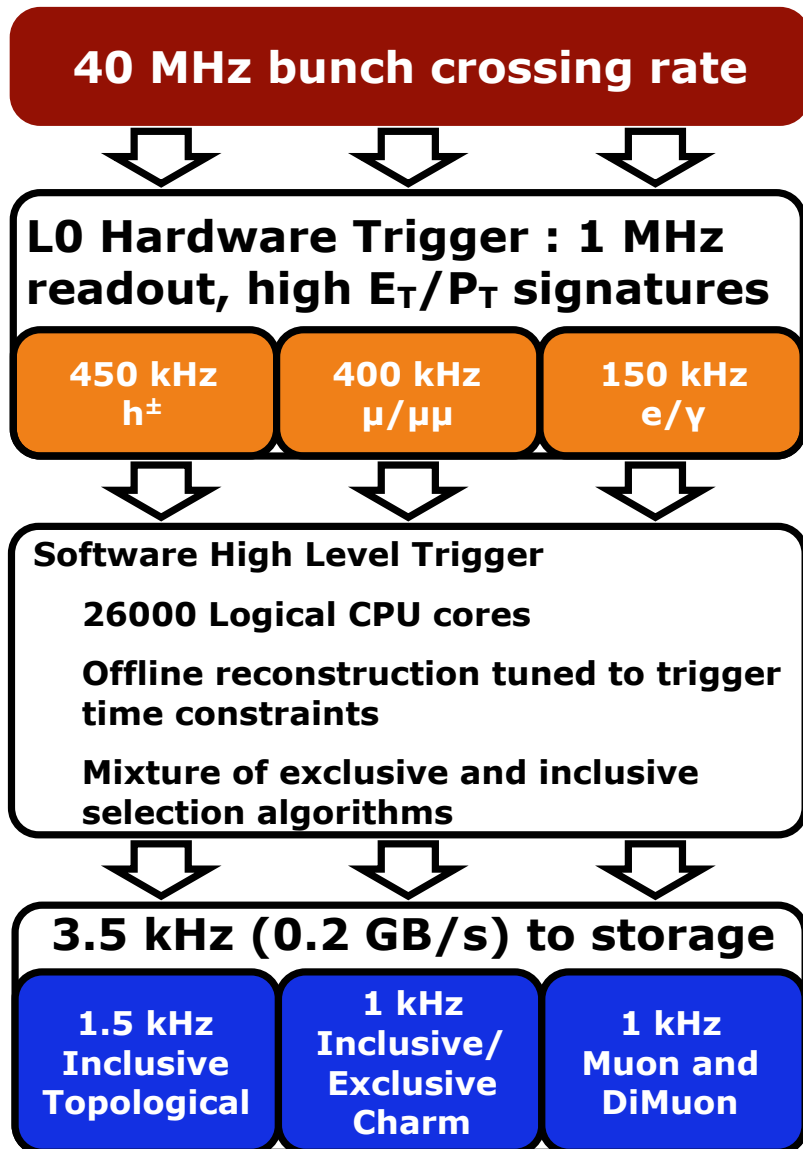 40 MHz bunch crossing rate
L0 Hardware Trigger : 1 MHz
readout, high E_T/P_T signatures
450 kHz
h±
400 kHz
μ/μμ
150 kHz
e/γ
Software High Level Trigger
26000 Logical CPU cores
Offline reconstruction tuned to trigger
time constraints
Mixture of exclusive and inclusive
selection algorithms
3.5 kHz (0.2 GB/s) to storage
1.5 kHz
Inclusive
Topological
1 kHz
Inclusive/
Exclusive
Charm
1 kHz
Muon and
DiMuon